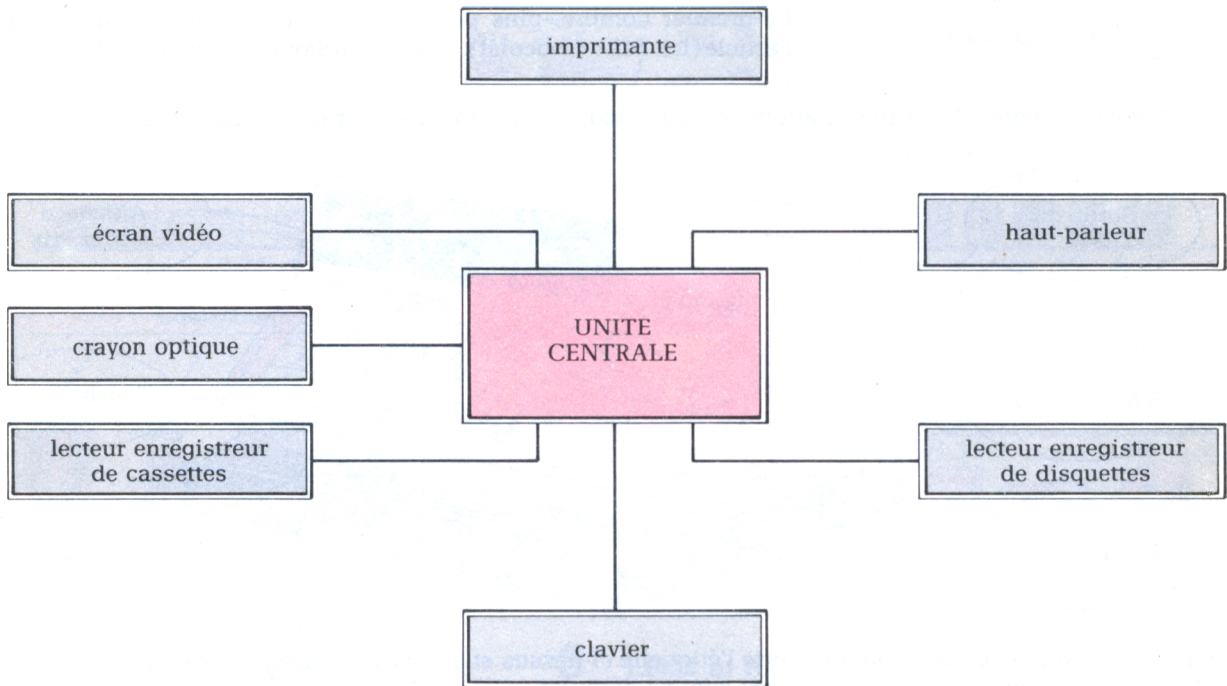 imprimante
écran vidéo
haut-parleur
UNITE
CENTRALE
crayon optique
lecteur enregistreur
de cassettes
lecteur enregistreur
de disquettes
clavier